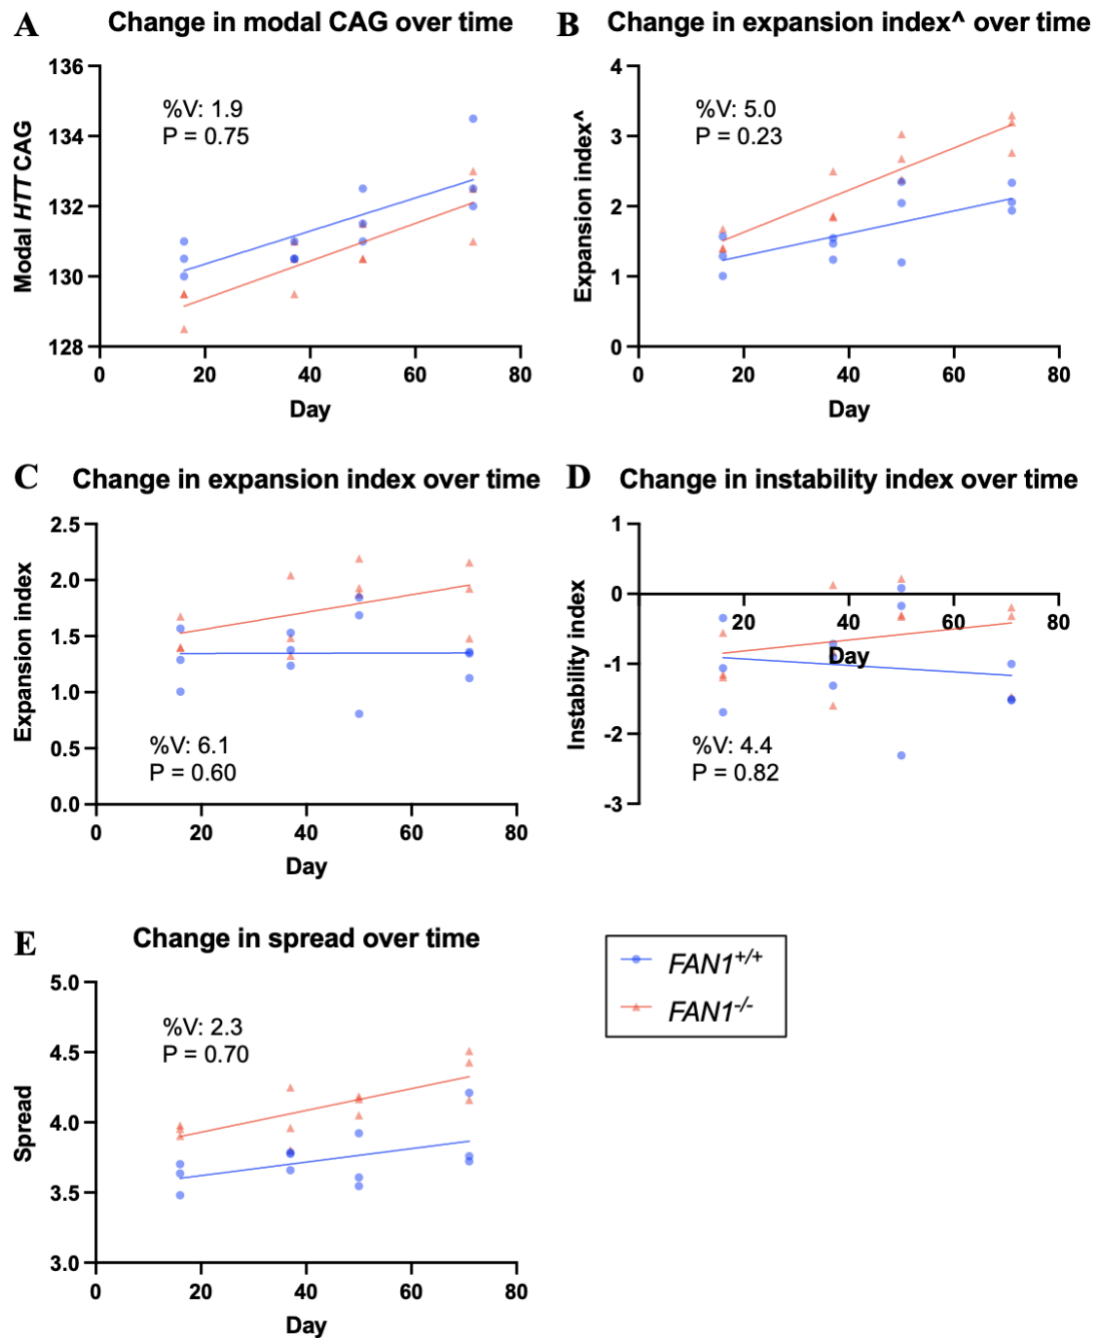 A Change in modal CAG over time
136
134
132
130
128
Modal HTT CAG
%V: 1.9
P = 0.75
0 20 40 60 80
Day
B Change in expansion index^ over time
4
3
2
1
0
Expansion index^
%V: 5.0
P = 0.23
0 20 40 60 80
Day
C Change in expansion index over time
2.5
2.0
1.5
1.0
0.5
0.0
Expansion index
%V: 6.1
P = 0.60
0 20 40 60 80
Day
D Change in instability index over time
1
0
-1
-2
-3
Instability index
20 40 60 80
Day
%V: 4.4
P = 0.82
E Change in spread over time
5.0
4.5
4.0
3.5
3.0
Spread
%V: 2.3
P = 0.70
0 20 40 60 80
Day
FAN1+/+
FAN1-/-